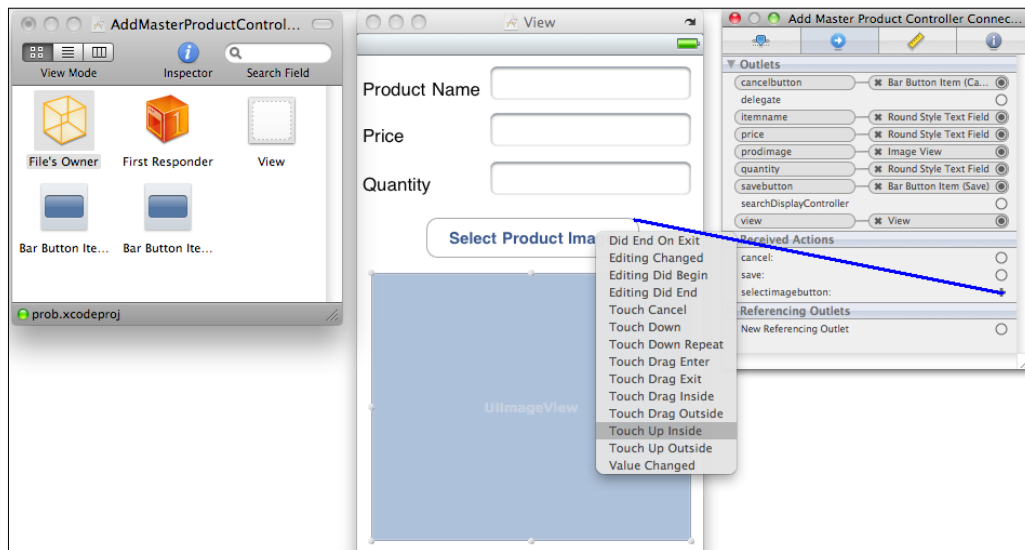 AddMasterProductControl...
View Mode
Inspector
Search Field
File's Owner
First Responder
View
Bar Button Ite...
Bar Button Ite...
prob.xcodeproj
View
Product Name
Price
Quantity
Select Product Ima
UIImageView
Did End On Exit
Editing Changed
Editing Did Begin
Editing Did End
Touch Cancel
Touch Down
Touch Down Repeat
Touch Drag Enter
Touch Drag Exit
Touch Drag Inside
Touch Drag Outside
Touch Up Inside
Touch Up Outside
Value Changed
Add Master Product Controller Connec...
Outlets
cancelbutton Bar Button Item (Ca...
delegate
itemname Round Style Text Field
price Round Style Text Field
prodimage Image View
quantity Round Style Text Field
savebutton Bar Button Item (Save)
searchDisplayController
view View
Received Actions
cancel:
save:
selectimagebutton:
Referencing Outlets
New Referencing Outlet